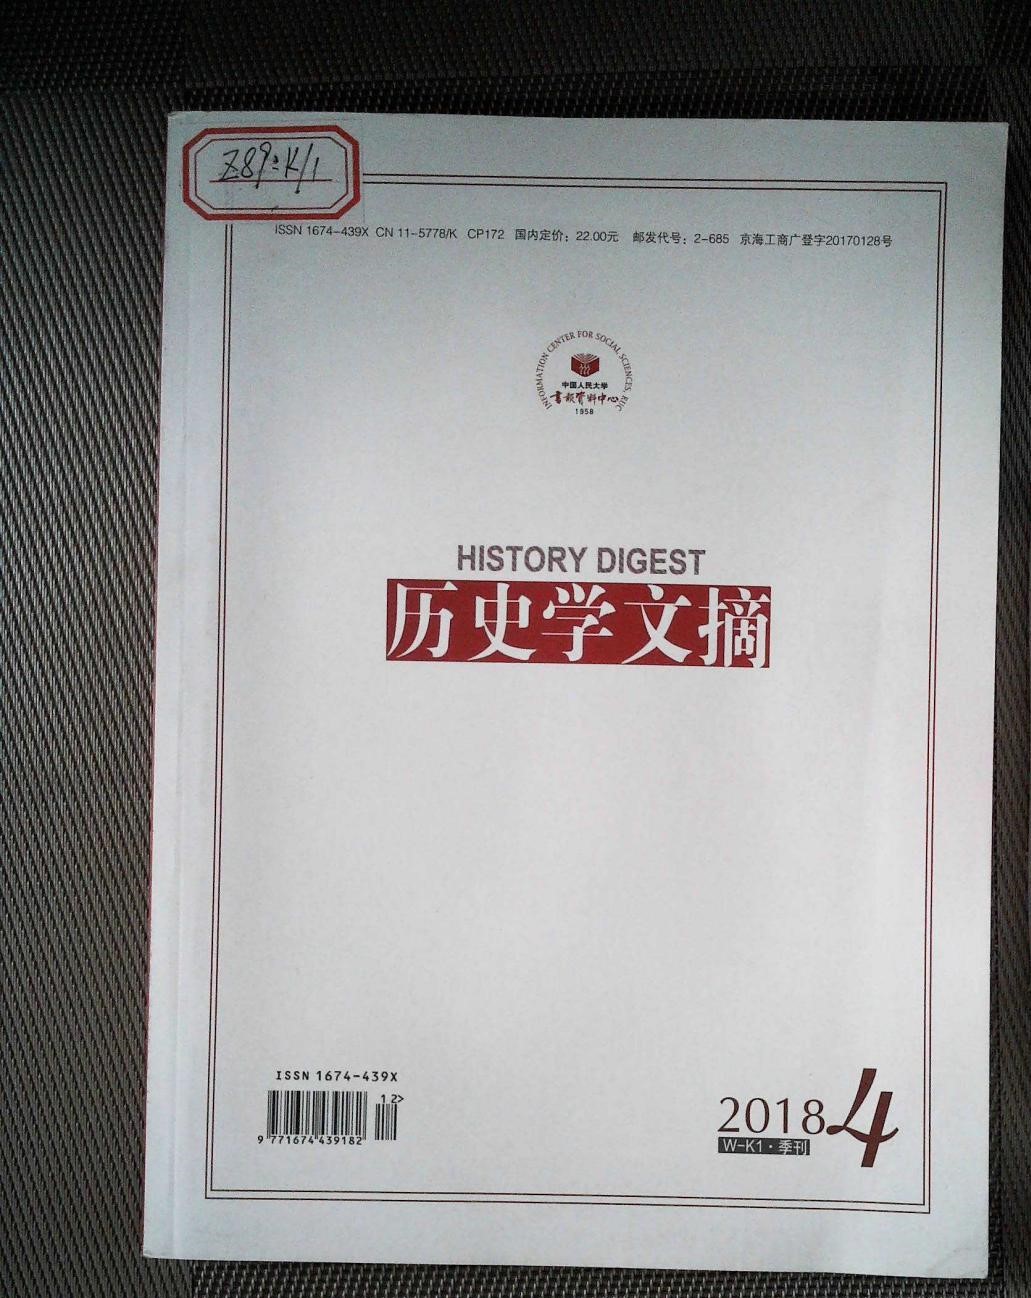 Z89:K/1
ISSN 1674-439X CN 11-5778/K CP172 国内定价：22.00元 邮发代号：2-685 京海工商广登字20170128号
INFORMATION CENTER FOR SOCIAL SCIENCES, RUC
中国人民大学
书报资料中心
1958
HISTORY DIGEST
历史学文摘
ISSN 1674-439X
12>
9 771674 439182
2018 4
W-K1·季刊